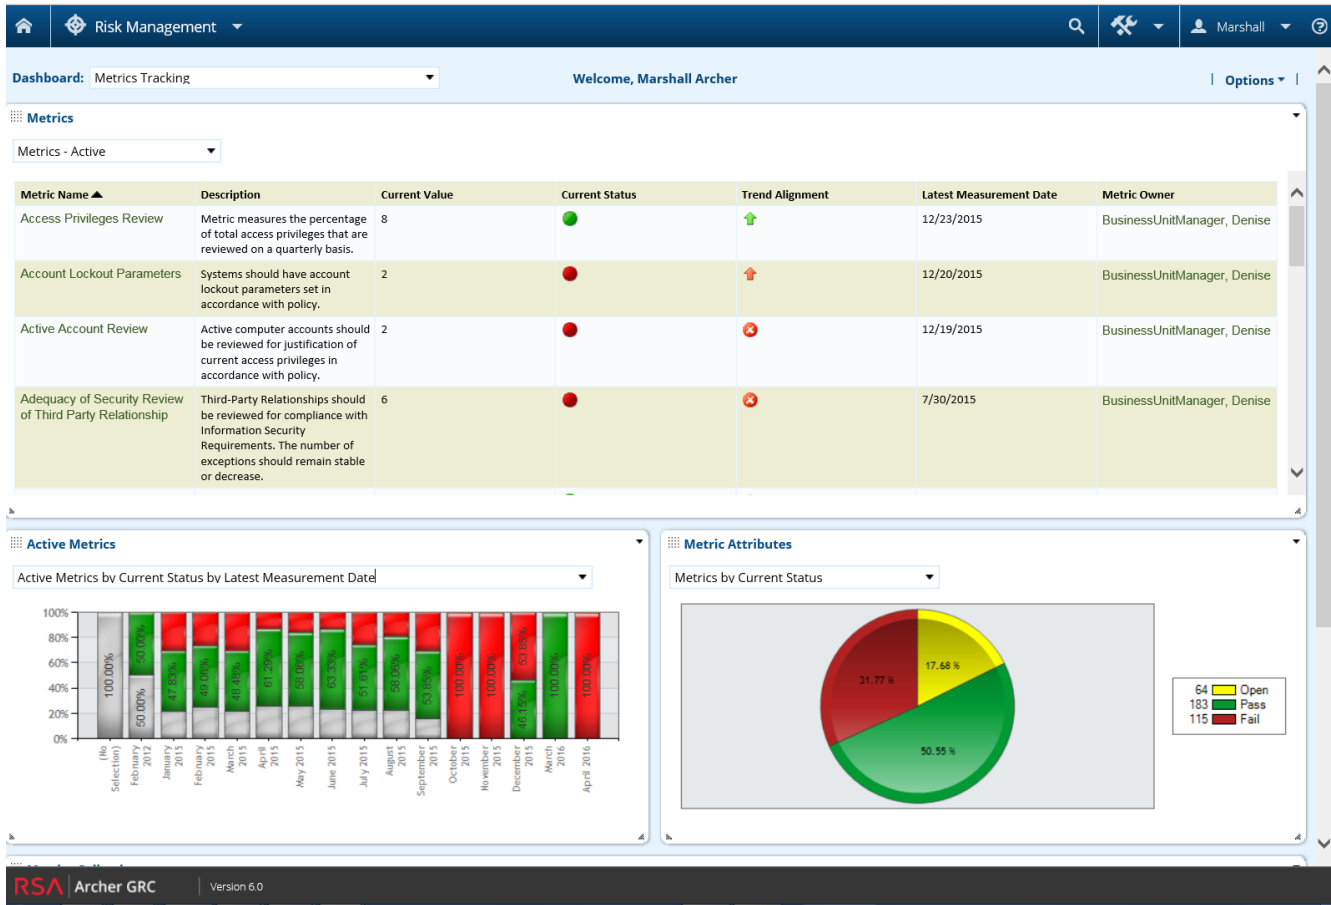 Risk Management
Marshall
Dashboard: Metrics Tracking
Welcome, Marshall Archer
| Options |
Metrics
Metrics - Active
Metric Name Description Current Value Current Status Trend Alignment Latest Measurement Date Metric Owner
Access Privileges Review Metric measures the percentage 8 12/23/2015 BusinessUnitManager, Denise
of total access privileges that are
reviewed on a quarterly basis.
Account Lockout Parameters Systems should have account 2 12/20/2015 BusinessUnitManager, Denise
lockout parameters set in
accordance with policy.
Active Account Review Active computer accounts should 2 12/19/2015 BusinessUnitManager, Denise
be reviewed for justification of
current access privileges in
accordance with policy.
Adequacy of Security Review Third-Party Relationships should 6 7/30/2015 BusinessUnitManager, Denise
of Third Party Relationship be reviewed for compliance with
Information Security
Requirements. The number of
exceptions should remain stable
or decrease.
Active Metrics
Active Metrics by Current Status by Latest Measurement Date
100%
80%
60%
40%
20%
0%
100.00%
50.00%
50.00%
47.83%
49.06%
48.48%
61.29%
58.06%
63.33%
51.61%
58.06%
53.85%
100.00%
100.00%
53.85%
46.15%
100.00%
100.00%
(No Selection)
February 2012
January 2015
February 2015
March 2015
April 2015
May 2015
June 2015
July 2015
August 2015
September 2015
October 2015
November 2015
December 2015
March 2016
April 2016
Metric Attributes
Metrics by Current Status
17.68 %
31.77 %
50.55 %
64 Open
183 Pass
115 Fail
RSA Archer GRC Version 6.0